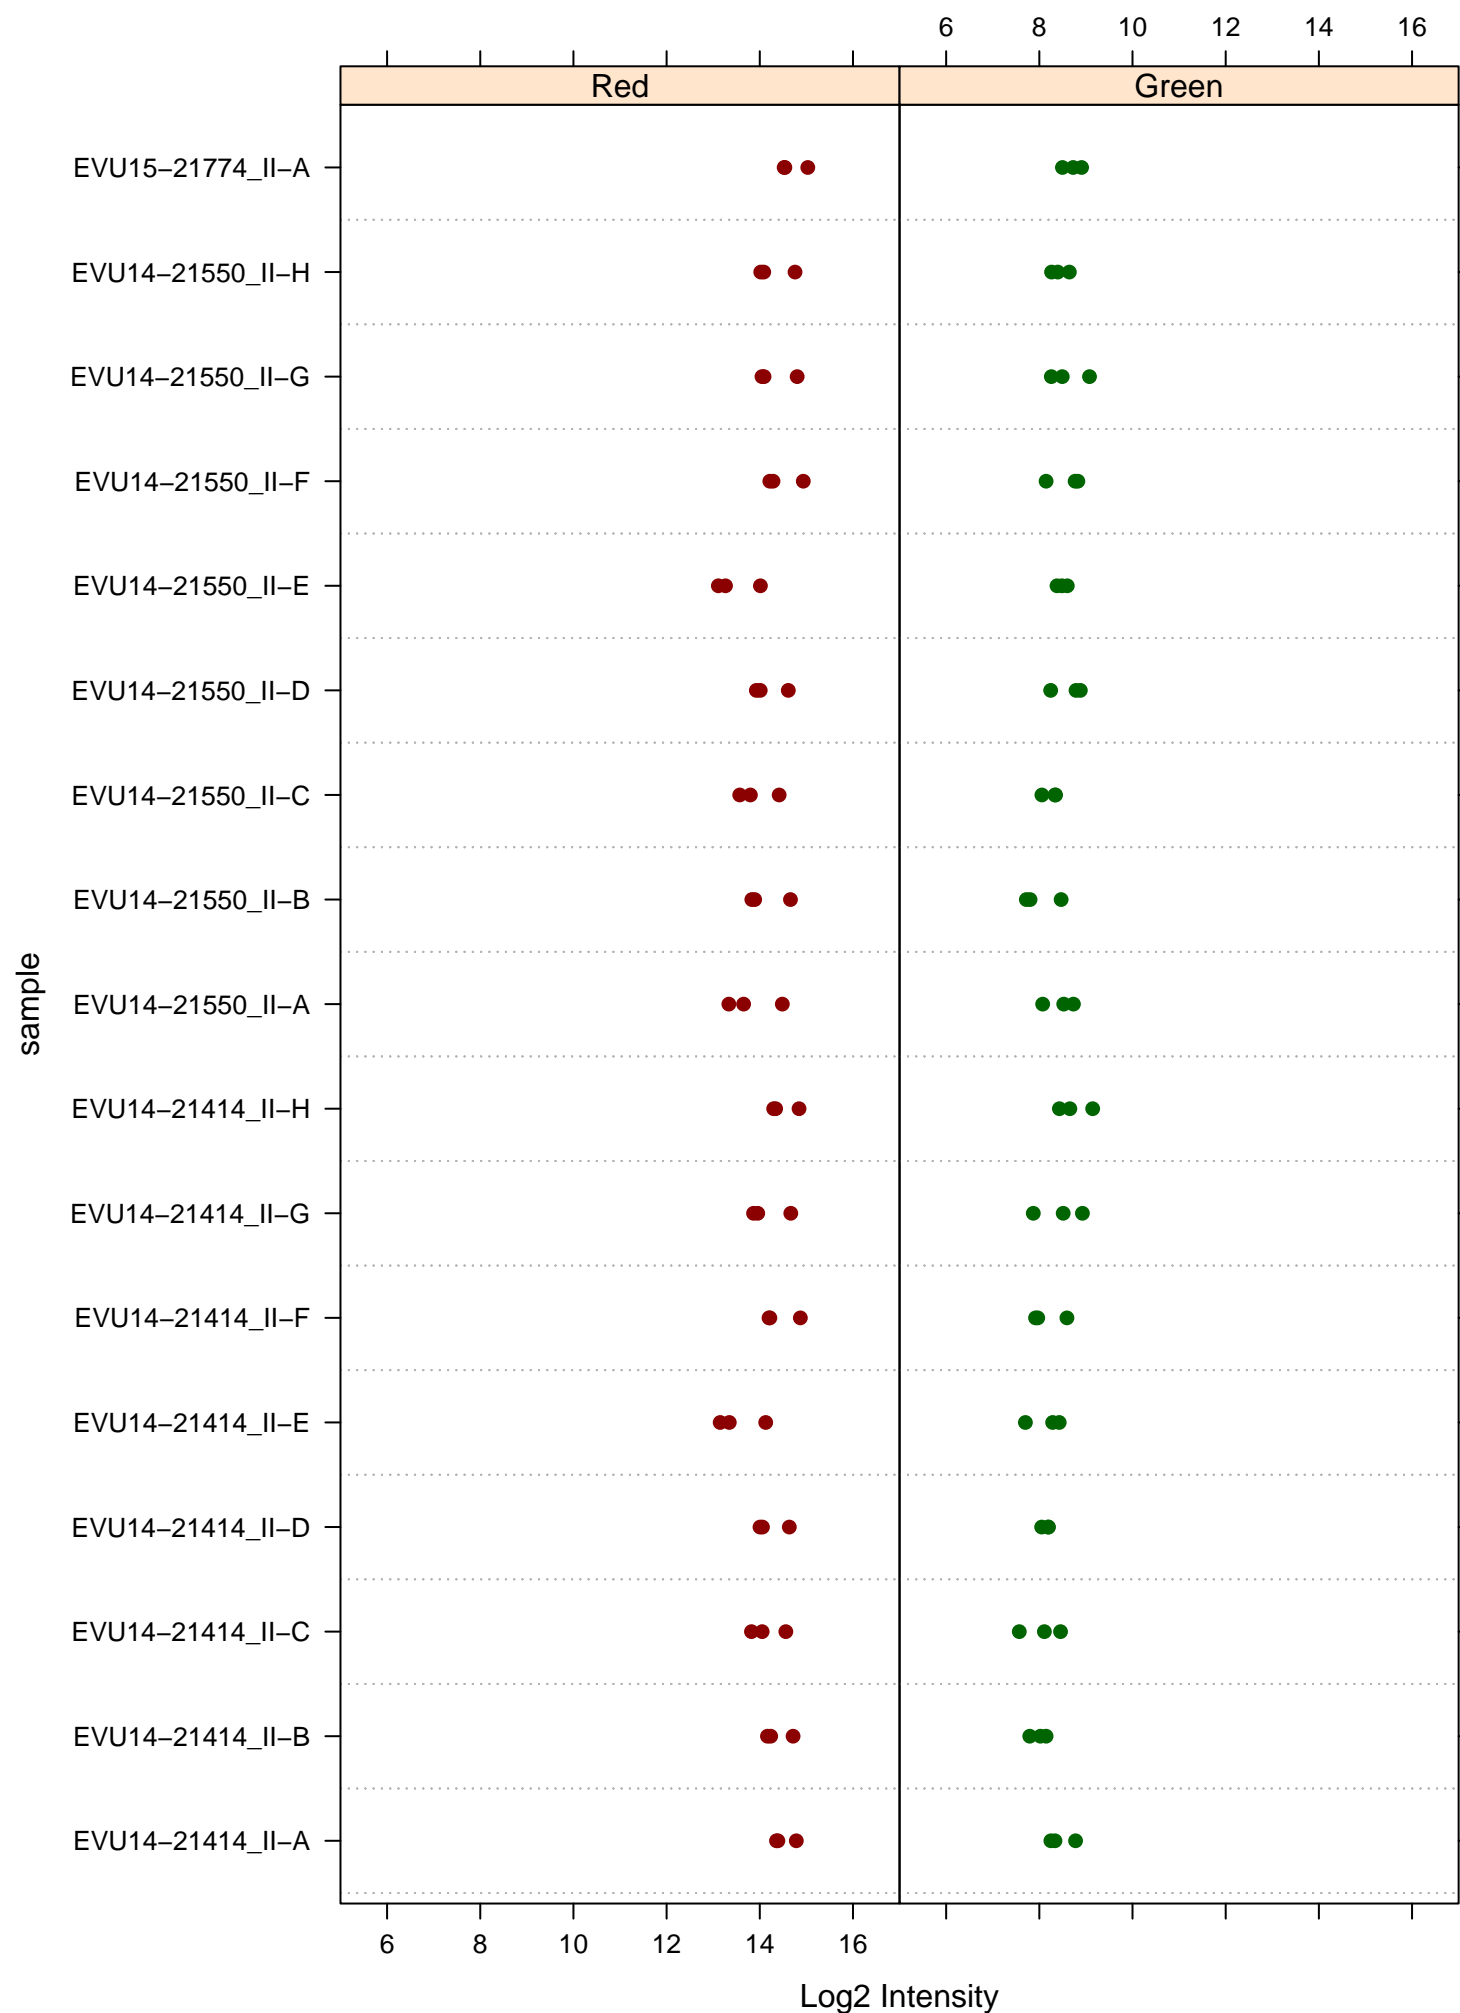 6 8 10 12 14 16
Red Green
EVU15−21774_II−A
EVU14−21550_II−H
EVU14−21550_II−G
EVU14−21550_II−F
EVU14−21550_II−E
EVU14−21550_II−D
EVU14−21550_II−C
EVU14−21550_II−B
EVU14−21550_II−A
EVU14−21414_II−H
EVU14−21414_II−G
EVU14−21414_II−F
EVU14−21414_II−E
EVU14−21414_II−D
EVU14−21414_II−C
EVU14−21414_II−B
EVU14−21414_II−A
sample
6 8 10 12 14 16
Log2 Intensity